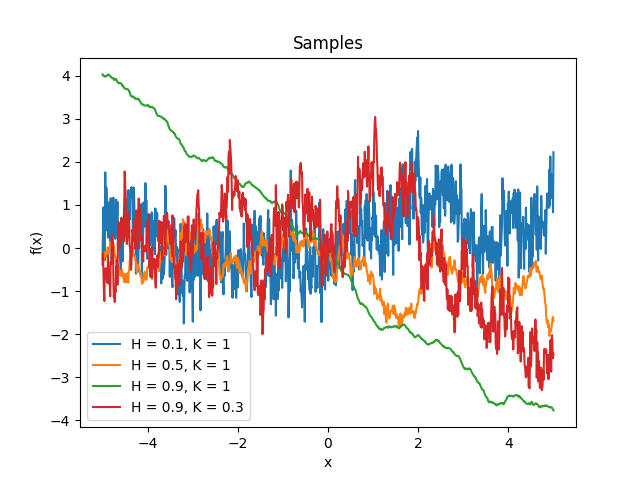 Samples
4
3
2
1
0
−1
−2
−3
−4
f(x)
H = 0.1, K = 1
H = 0.5, K = 1
H = 0.9, K = 1
H = 0.9, K = 0.3
−4 −2 0 2 4
x